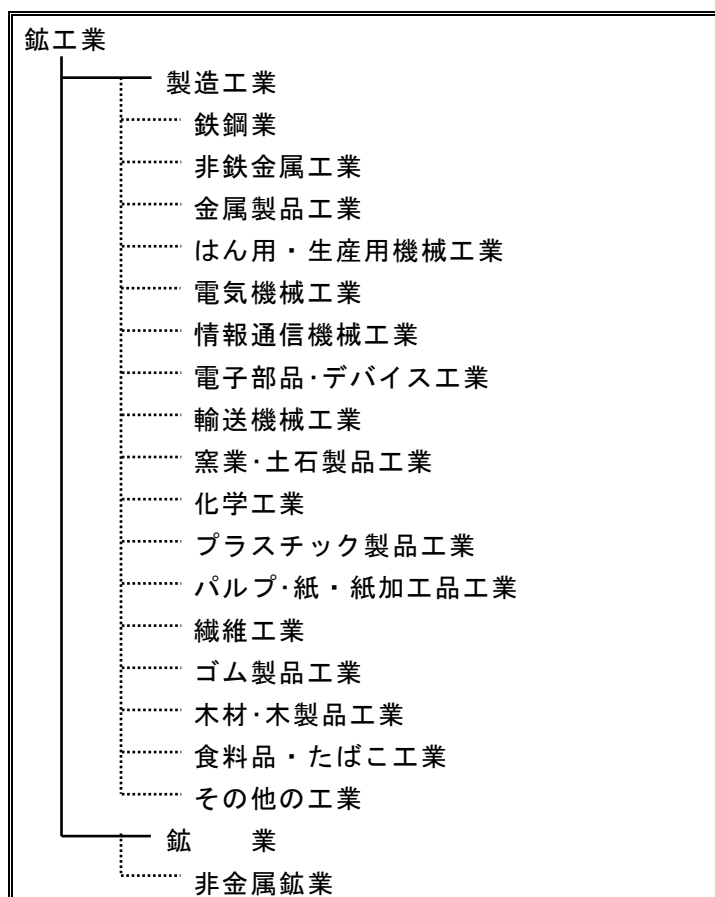 鉱工業
製造工業
鉄鋼業
非鉄金属工業
金属製品工業
はん用・生産用機械工業
電気機械工業
情報通信機械工業
電子部品･デバイス工業
輸送機械工業
窯業･土石製品工業
化学工業
プラスチック製品工業
パルプ･紙・紙加工品工業
繊維工業
ゴム製品工業
木材･木製品工業
食料品・たばこ工業
その他の工業
鉱　　業
非金属鉱業